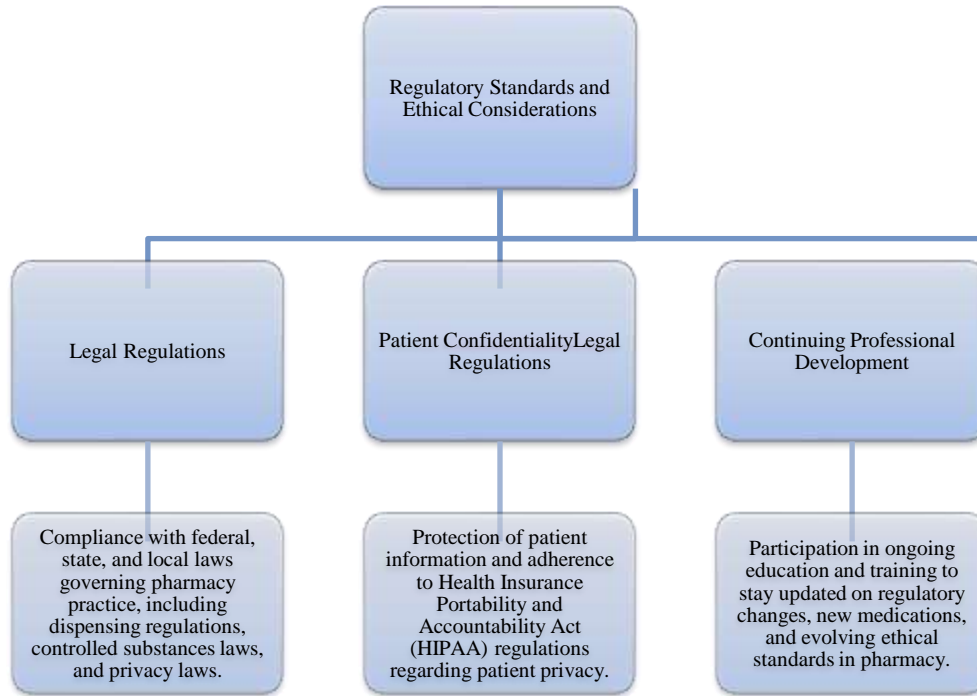 Regulatory Standards and
Ethical Considerations
Legal Regulations
Patient ConfidentialityLegal
Regulations
Continuing Professional
Development
Compliance with federal,
state, and local laws
governing pharmacy
practice, including
dispensing regulations,
controlled substances laws,
and privacy laws.
Protection of patient
information and adherence
to Health Insurance
Portability and
Accountability Act
(HIPAA) regulations
regarding patient privacy.
Participation in ongoing
education and training to
stay updated on regulatory
changes, new medications,
and evolving ethical
standards in pharmacy.